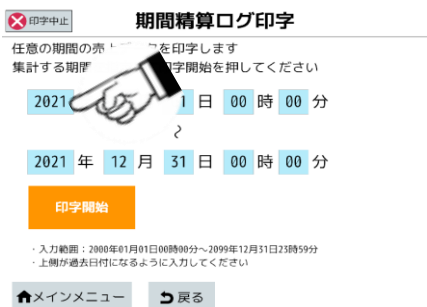 印字中止
期間精算ログ印字
任意の期間の売 を印字します
集計する期間 印字開始を押してください
2021 日 00 時 00 分
~
2021 年 12 月 31 日 00 時 00 分
印字開始
・入力範囲：2000年01月01日00時00分～2099年12月31日23時59分
・上側が過去日付になるように入力してください
メインメニュー 戻る